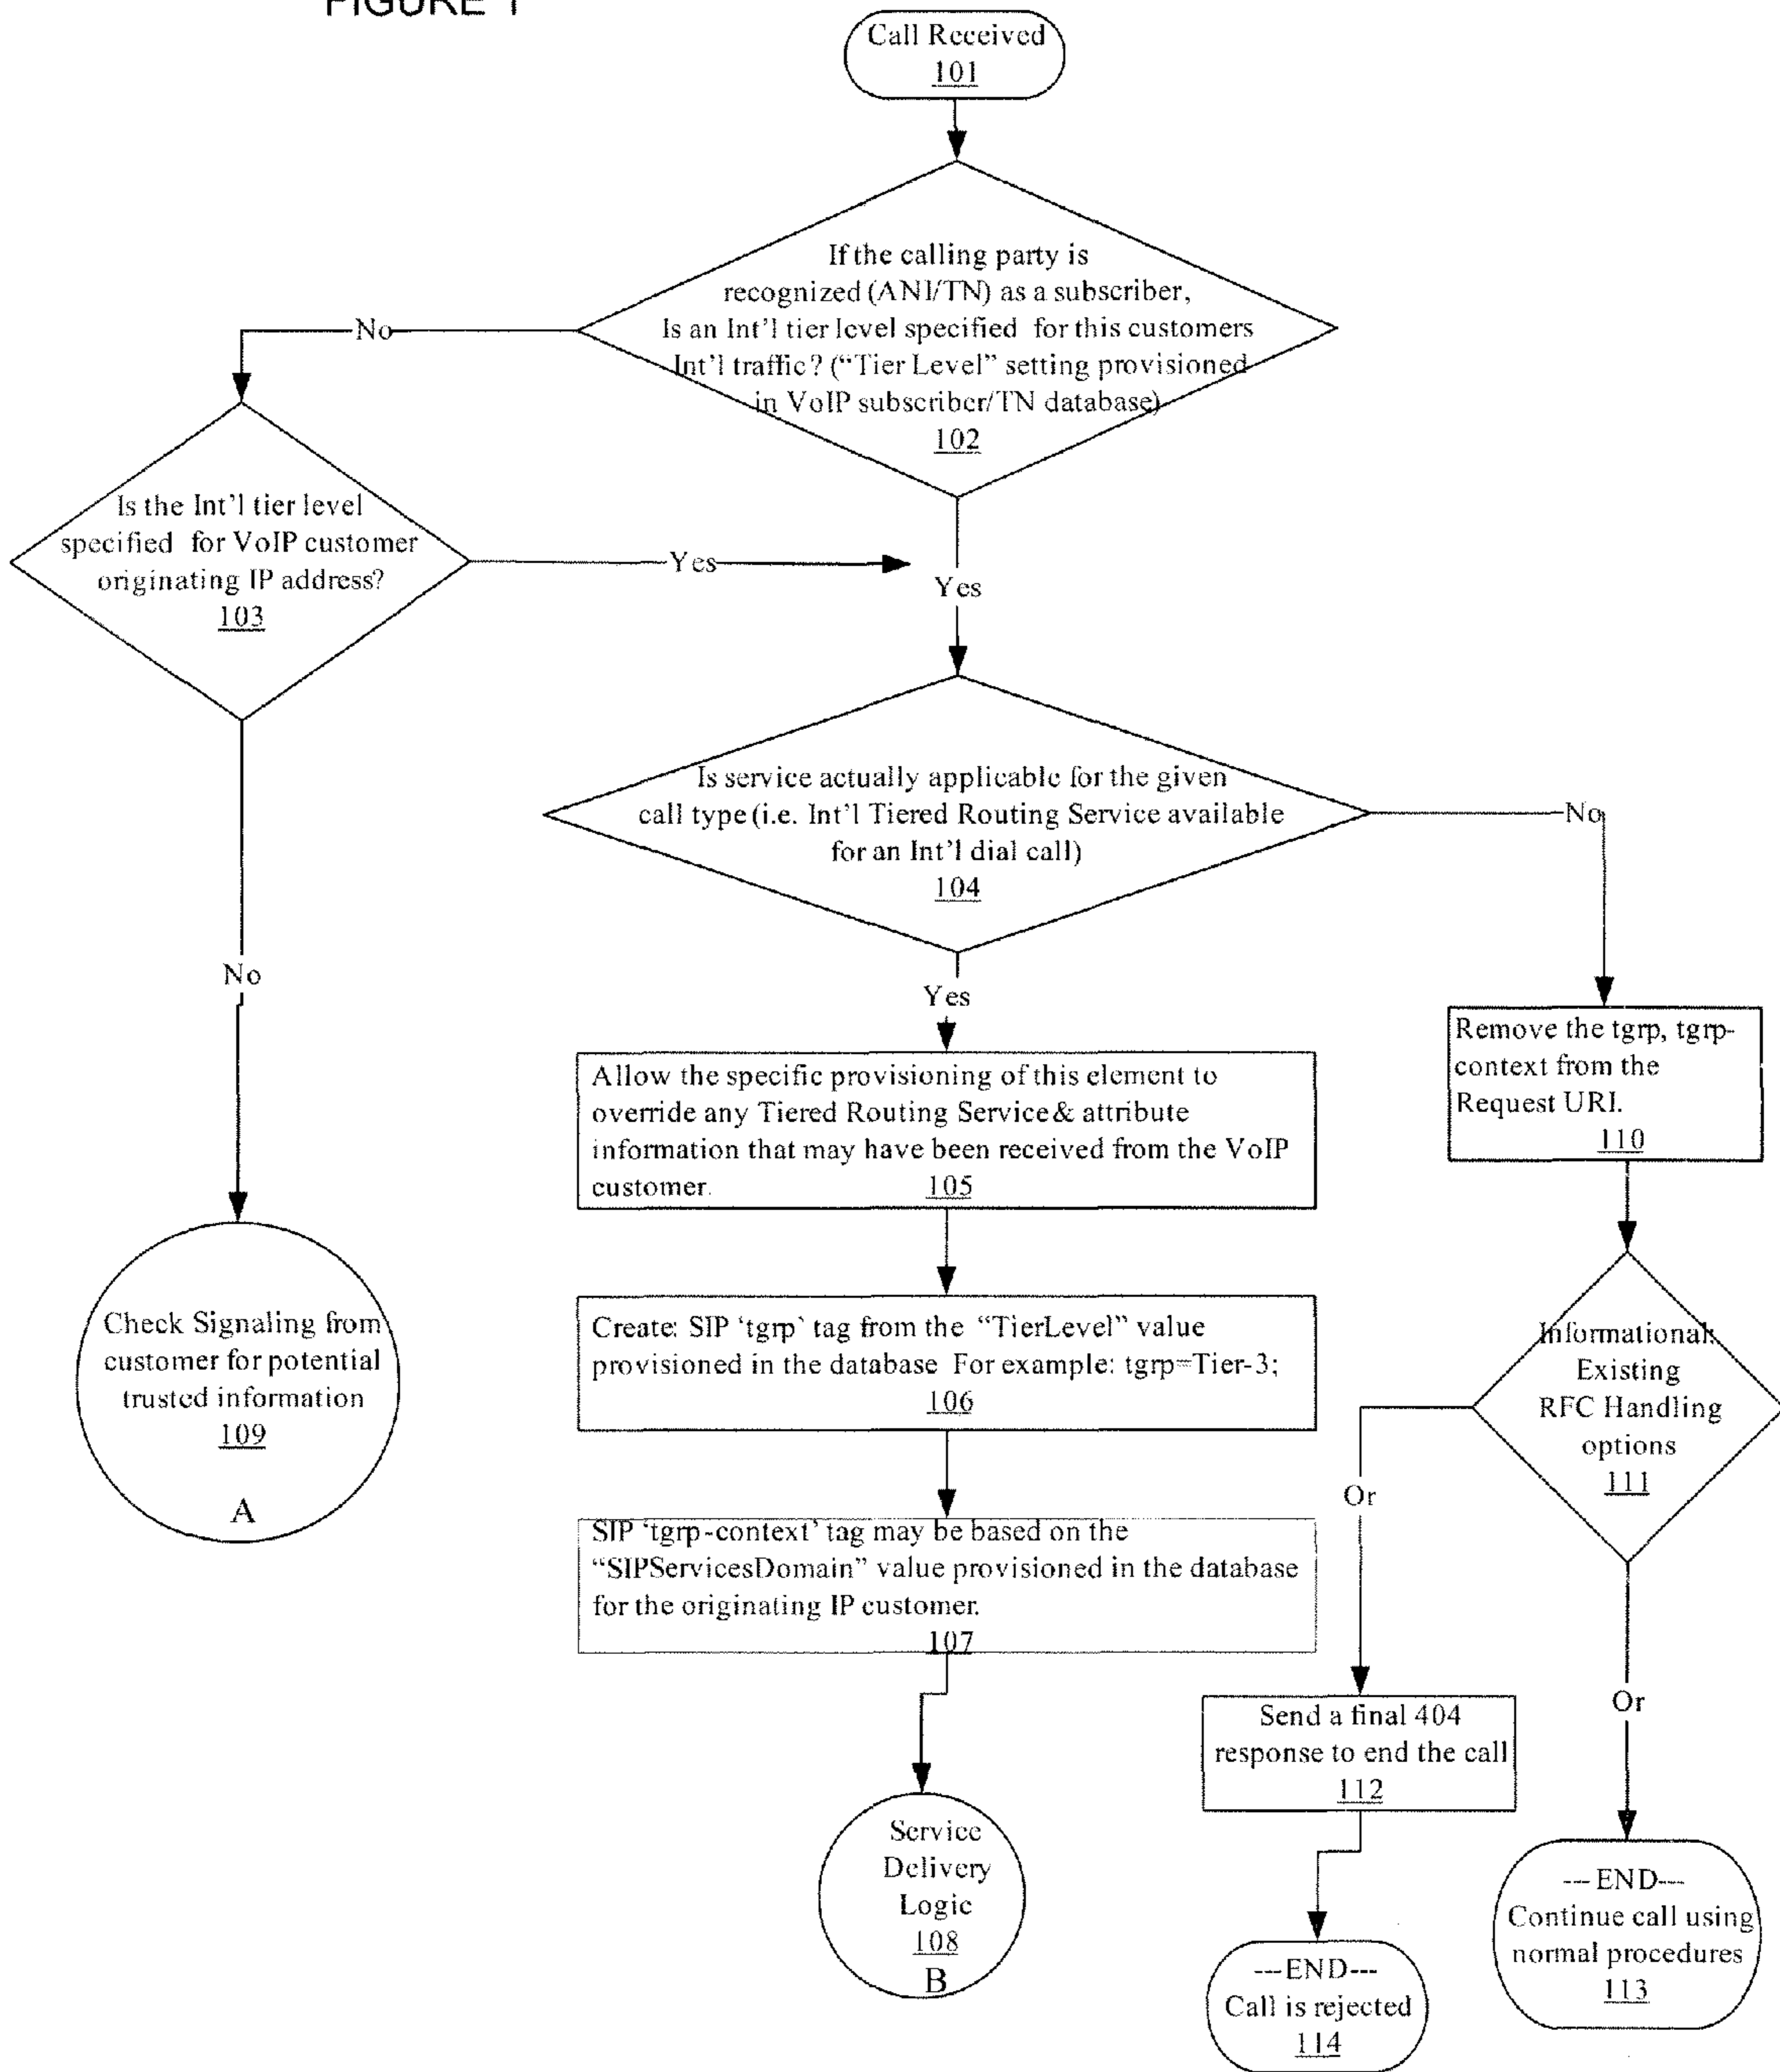 FIGURE 1
Call Received
101
If the calling party is
recognized (ANI/TN) as a subscriber,
Is an Int'l tier level specified for this customers
Int'l traffic? (“Tier Level” setting provisioned
in VoIP subscriber/TN database)
102
No
Is the Int'l tier level
specified for VoIP customer
originating IP address?
103
Yes
Yes
Is service actually applicable for the given
call type (i.e. Int'l Tiered Routing Service available
for an Int'l dial call)
104
No
No
Yes
Remove the tgrp, tgrp-
context from the
Request URI.
110
Allow the specific provisioning of this element to
override any Tiered Routing Service & attribute
information that may have been received from the VoIP
customer.
105
Check Signaling from
customer for potential
trusted information
109
A
Create: SIP ‘tgrp’ tag from the “TierLevel” value
provisioned in the database For example: tgrp=Tier-3;
106
Informational:
Existing
RFC Handling
options
111
Or
SIP ‘tgrp-context’ tag may be based on the
“SIPServicesDomain” value provisioned in the database
for the originating IP customer.
107
Or
Send a final 404
response to end the call
112
Service
Delivery
Logic
108
B
---END---
Continue call using
normal procedures
113
---END---
Call is rejected
114